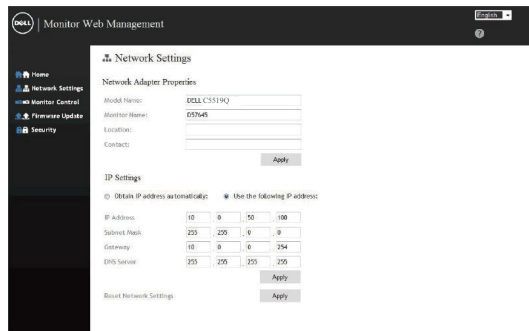 DELL
Monitor Web Management
English
?
Network Settings
Home
Network Settings
Monitor Control
Firmware Update
Security
Network Adapter Properties
Model Name: DELL C5519Q
Monitor Name: D57645
Location:
Contact:
Apply
IP Settings
Obtain IP address automatically: Use the following IP address:
IP Address 10 . 0 . 50 . 100
Subnet Mask 255 . 255 . 0 . 0
Gateway 10 . 0 . 0 . 254
DNS Server 255 . 255 . 255 . 255
Apply
Reset Network Settings Apply